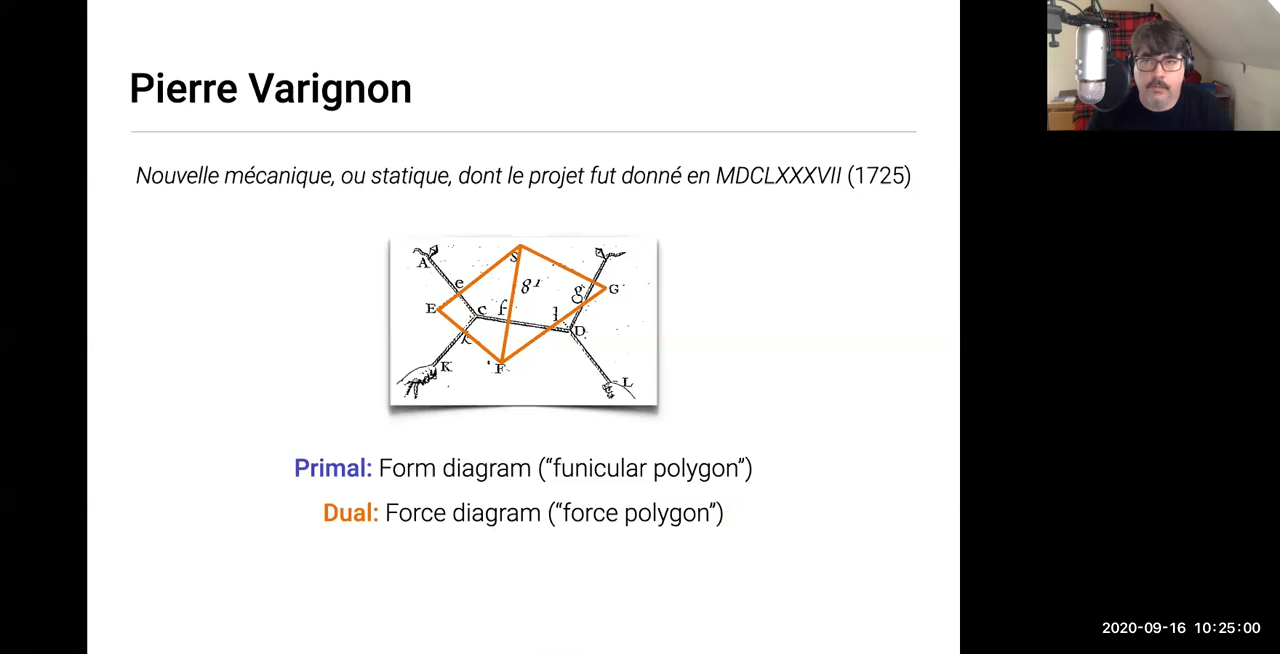 Pierre Varignon
Nouvelle mécanique, ou statique, dont le projet fut donné en MDCLXXXVII (1725)
A
S
e
8¹
g
G
E
c
f
l
D
K
F
L
Primal: Form diagram (“funicular polygon”)
Dual: Force diagram (“force polygon”)
2020-09-16 10:25:00